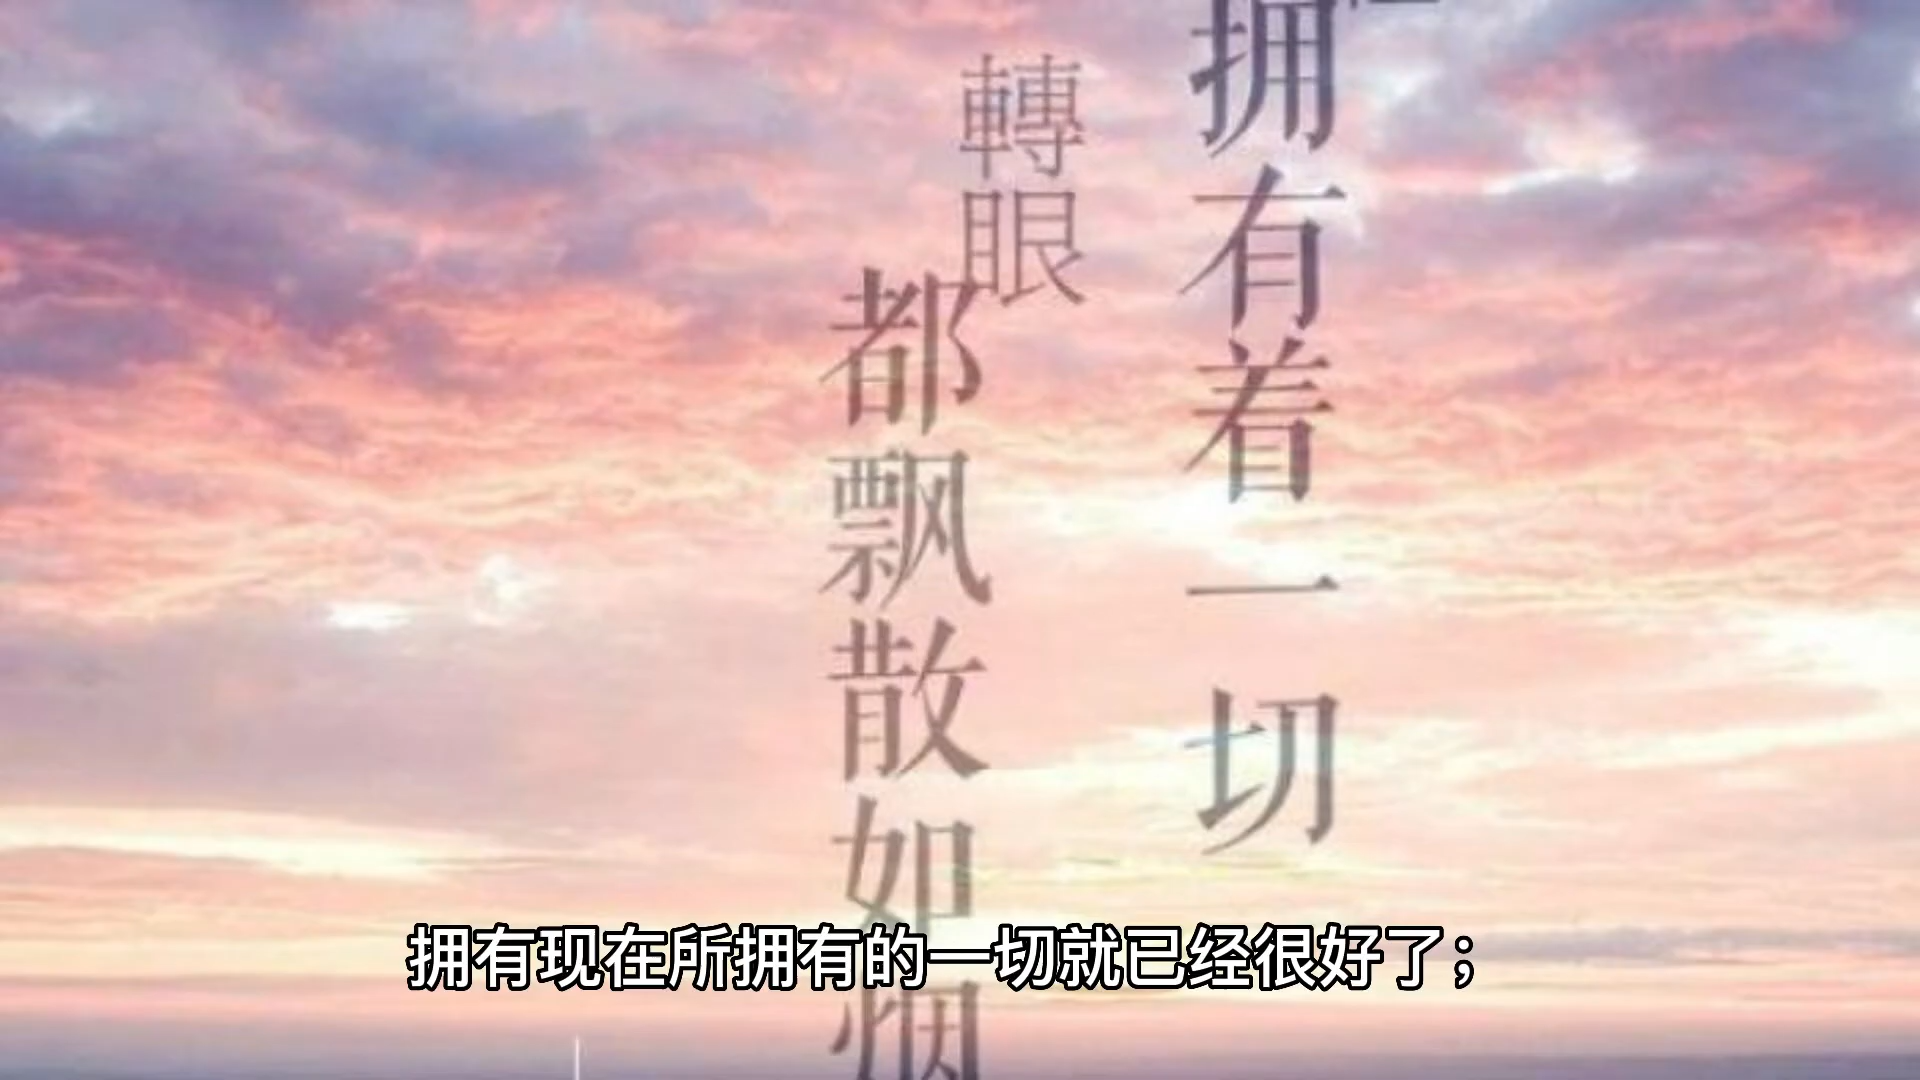 拥有着一切
轉眼
都飘散如烟
拥有现在所拥有的一切就已经很好了；